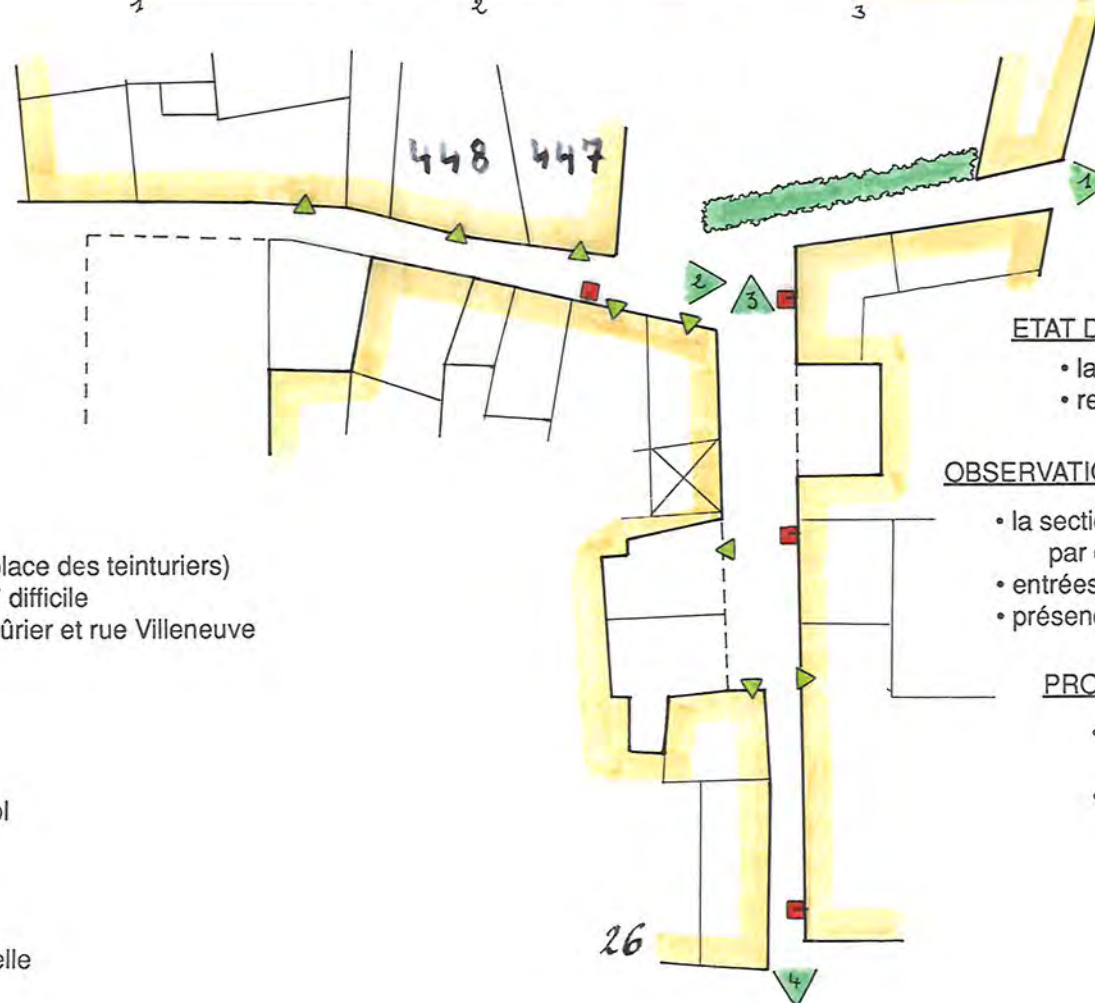 1 2 3
448 447
1
2
3
ETAT D
• la
• re
OBSERVATIO
• la secti
par
• entrées
• présen
lace des teinturiers)
difficile
ûrier et rue Villeneuve
PRO
26
elle
4